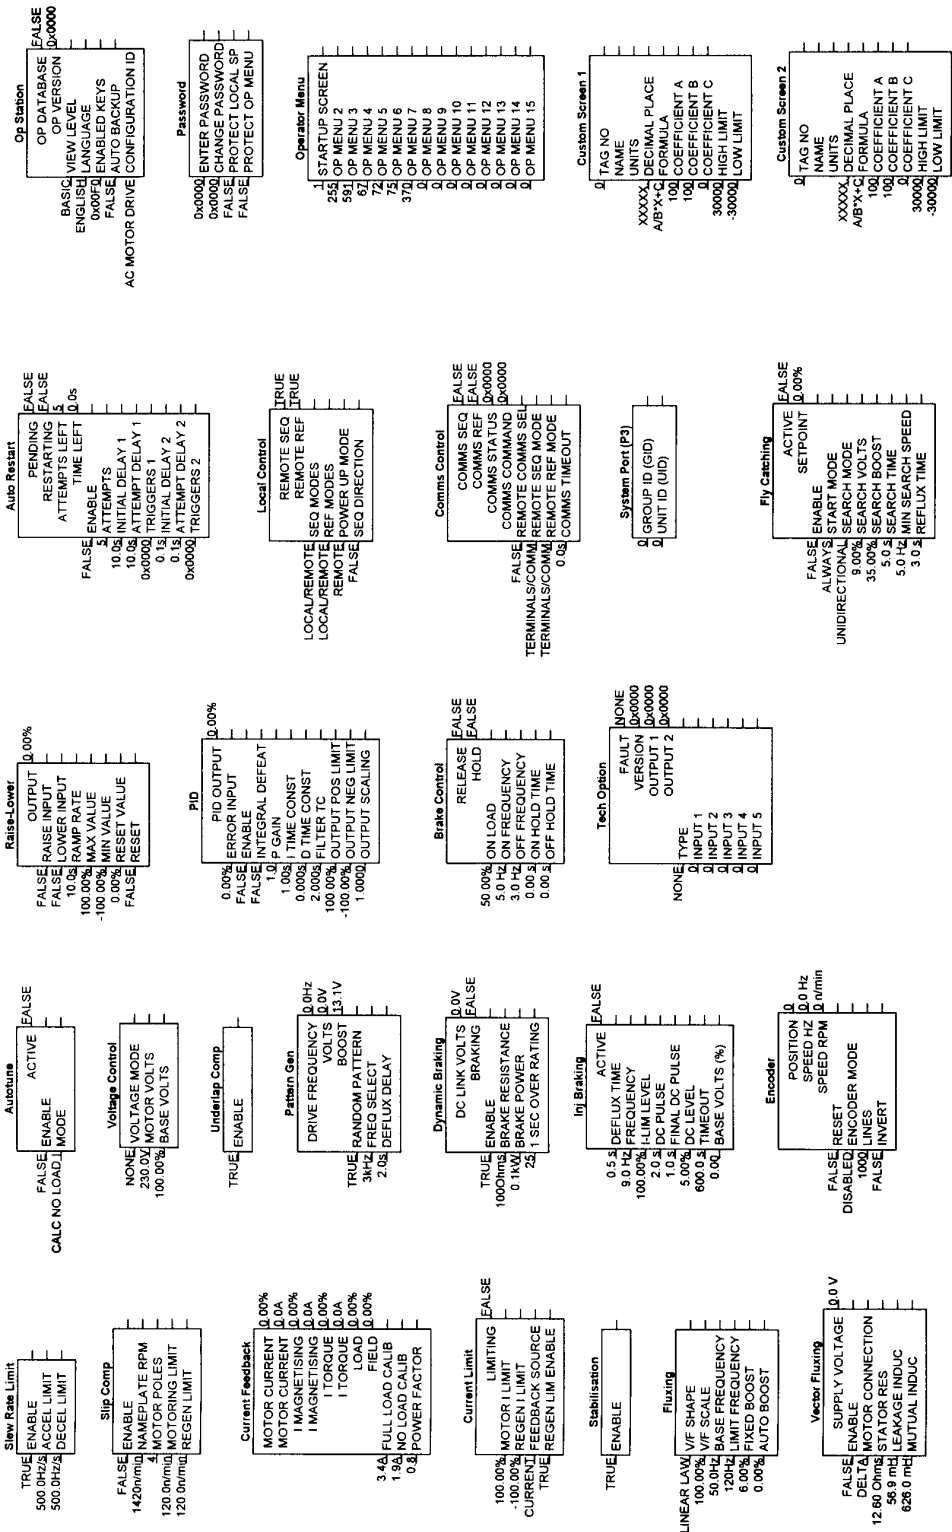 Slew Rate Limit
TRUE ENABLE
500.0Hz/s ACCEL LIMIT
500.0Hz/s DECEL LIMIT
Slip Comp
FALSE ENABLE
1420n/min NAMEPLATE RPM
4 MOTOR POLES
120.0n/min MOTORING LIMIT
120.0n/min REGEN LIMIT
Current Feedback
MOTOR CURRENT 0.00%
MOTOR CURRENT 0.0A
I MAGNETISING 0.00%
I MAGNETISING 0.0A
I TORQUE 0.00%
I TORQUE 0.0A
LOAD 0.00%
FIELD 0.00%
3.4A FULL LOAD CALIB
1.9A NO LOAD CALIB
0.8 POWER FACTOR
Current Limit
LIMITING FALSE
100.00% MOTOR I LIMIT
-100.00% REGEN I LIMIT
CURRENT FEEDBACK SOURCE
TRUE REGEN LIM ENABLE
Stabilisation
TRUE ENABLE
Fluxing
LINEAR LAW V/F SHAPE
100.00% V/F SCALE
50.0Hz BASE FREQUENCY
120Hz LIMIT FREQUENCY
6.00% FIXED BOOST
0.00% AUTO BOOST
Vector Fluxing
SUPPLY VOLTAGE 0.0 V
FALSE ENABLE
DELTA MOTOR CONNECTION
12.60 Ohms STATOR RES
56.9 mH LEAKAGE INDUC
626.0 mH MUTUAL INDUC
Autotune
ACTIVE FALSE
FALSE ENABLE
CALC NO LOAD I MODE
Voltage Control
NONE VOLTAGE MODE
230.0V MOTOR VOLTS
100.00% BASE VOLTS
Underlap Comp
TRUE ENABLE
Pattern Gen
DRIVE FREQUENCY 0.0Hz
VOLTS 0.0V
BOOST 13.1V
TRUE RANDOM PATTERN
3kHz FREQ SELECT
2.0s DEFLUX DELAY
Dynamic Braking
DC LINK VOLTS 0.0V
BRAKING FALSE
TRUE ENABLE
100Ohms BRAKE RESISTANCE
0.1kW BRAKE POWER
25 1 SEC OVER RATING
Inj Braking
ACTIVE FALSE
0.5 s DEFLUX TIME
9.0 Hz FREQUENCY
100.00% I-LIM LEVEL
2.0 s DC PULSE
1.0 s FINAL DC PULSE
5.00% DC LEVEL
600.0 s TIMEOUT
0.00 BASE VOLTS (%)
Encoder
POSITION 0
SPEED HZ 0.0 Hz
SPEED RPM 0 n/min
FALSE RESET
DISABLED ENCODER MODE
1000 LINES
FALSE INVERT
Raise-Lower
OUTPUT 0.00%
FALSE RAISE INPUT
FALSE LOWER INPUT
10.0s RAMP RATE
100.00% MAX VALUE
-100.00% MIN VALUE
0.00% RESET VALUE
FALSE RESET
PID
PID OUTPUT 0.00%
0.00% ERROR INPUT
FALSE ENABLE
FALSE INTEGRAL DEFEAT
1.0 P GAIN
1.00s I TIME CONST
0.000s D TIME CONST
2.000s FILTER TC
100.00% OUTPUT POS LIMIT
-100.00% OUTPUT NEG LIMIT
1.0000 OUTPUT SCALING
Brake Control
RELEASE FALSE
HOLD FALSE
50.00% ON LOAD
5.0 Hz ON FREQUENCY
3.0 Hz OFF FREQUENCY
0.00 s ON HOLD TIME
0.00 s OFF HOLD TIME
Tech Option
FAULT NONE
VERSION 0x0000
OUTPUT 1 0x0000
OUTPUT 2 0x0000
NONE TYPE
0 INPUT 1
0 INPUT 2
0 INPUT 3
0 INPUT 4
0 INPUT 5
Auto Restart
PENDING FALSE
RESTARTING FALSE
ATTEMPTS LEFT 5
TIME LEFT 0.0s
FALSE ENABLE
5 ATTEMPTS
10.0s INITIAL DELAY 1
10.0s ATTEMPT DELAY 1
0x0000 TRIGGERS 1
0.1s INITIAL DELAY 2
0.1s ATTEMPT DELAY 2
0x0000 TRIGERS 2
Local Control
REMOTE SEQ TRUE
REMOTE REF TRUE
LOCAL/REMOTE SEQ MODES
LOCAL/REMOTE REF MODES
REMOTE POWER UP MODE
FALSE SEQ DIRECTION
Comms Control
COMMS SEQ FALSE
COMMS REF FALSE
COMMS STATUS 0x0000
COMMS COMMAND 0x0000
FALSE REMOTE COMMS SEL
TERMINALS/COMM REMOTE SEQ MODE
TERMINALS/COMM REMOTE REF MODE
0.0s COMMS TIMEOUT
System Port (P3)
0 GROUP ID (GID)
0 UNIT ID (UID)
Fly Catching
ACTIVE FALSE
SETPOINT 0.00%
FALSE ENABLE
ALWAYS START MODE
UNIDIRECTIONAL SEARCH MODE
9.00% SEARCH VOLTS
35.00% SEARCH BOOST
5.0 s SEARCH TIME
5.0 Hz MIN SEARCH SPEED
3.0 s REFLUX TIME
Op Station
OP DATABASE FALSE
OP VERSION 0x0000
BASIC VIEW LEVEL
ENGLISH LANGUAGE
0x00F0 ENABLED KEYS
FALSE AUTO BACKUP
AC MOTOR DRIVE CONFIGURATION ID
Password
0x0000 ENTER PASSWORD
0x0000 CHANGE PASSWORD
FALSE PROTECT LOCAL SP
FALSE PROTECT OP MENU
Operator Menu
1 STARTUP SCREEN
255 OP MENU 2
591 OP MENU 3
67 OP MENU 4
72 OP MENU 5
75 OP MENU 6
370 OP MENU 7
0 OP MENU 8
0 OP MENU 9
0 OP MENU 10
0 OP MENU 11
0 OP MENU 12
0 OP MENU 13
0 OP MENU 14
0 OP MENU 15
Custom Screen 1
0 TAG NO
NAME
UNITS
XXXXX. DECIMAL PLACE
A/B*X+C FORMULA
100 COEFFICIENT A
100 COEFFICIENT B
0 COEFFICIENT C
30000 HIGH LIMIT
-30000 LOW LIMIT
Custom Screen 2
0 TAG NO
NAME
UNITS
XXXXX. DECIMAL PLACE
A/B*X+C FORMULA
100 COEFFICIENT A
100 COEFFICIENT B
0 COEFFICIENT C
30000 HIGH LIMIT
-30000 LOW LIMIT